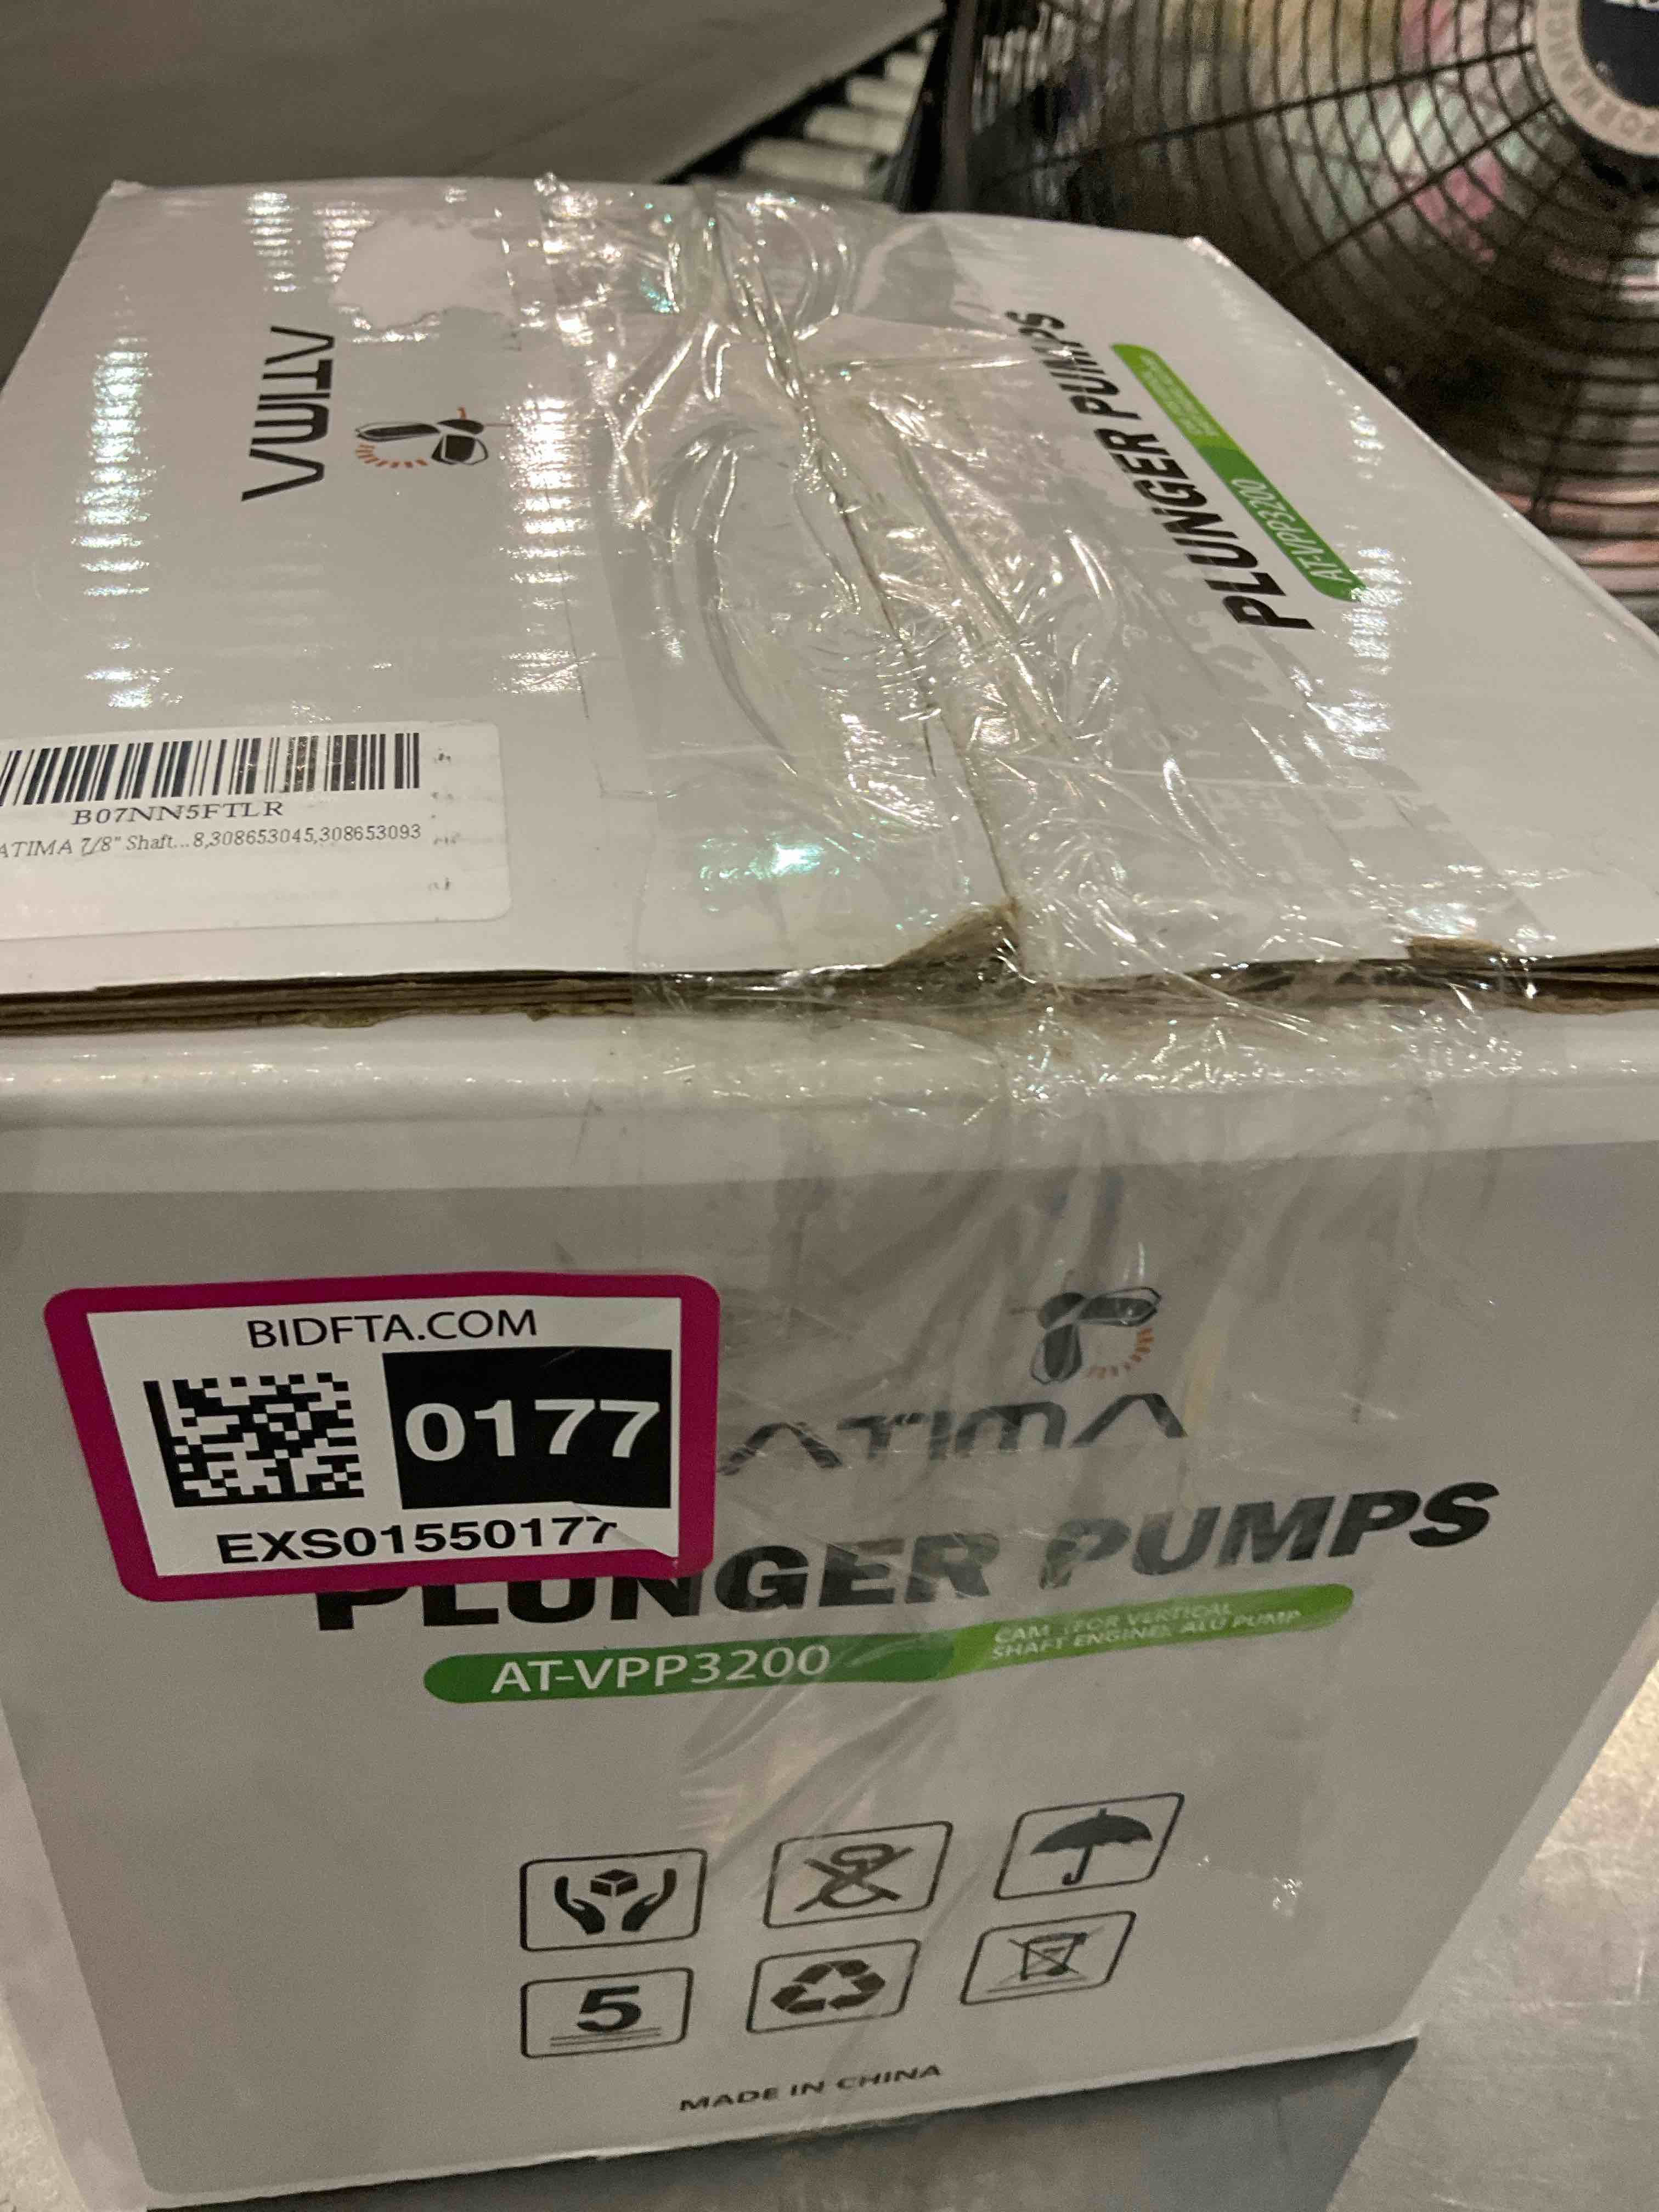 ATIMA
PLUNGER PUMPS
AT-VPP3200
B07NN5FTLR
ATIMA 7/8" Shaft...8,308653045,308653093
BIDFTA.COM
0177
EXS01550177
ATIMA
PLUNGER PUMPS
AT-VPP3200
CAM FOR VERTICAL
SHAFT ENGINE ALU PUMP
5
MADE IN CHINA